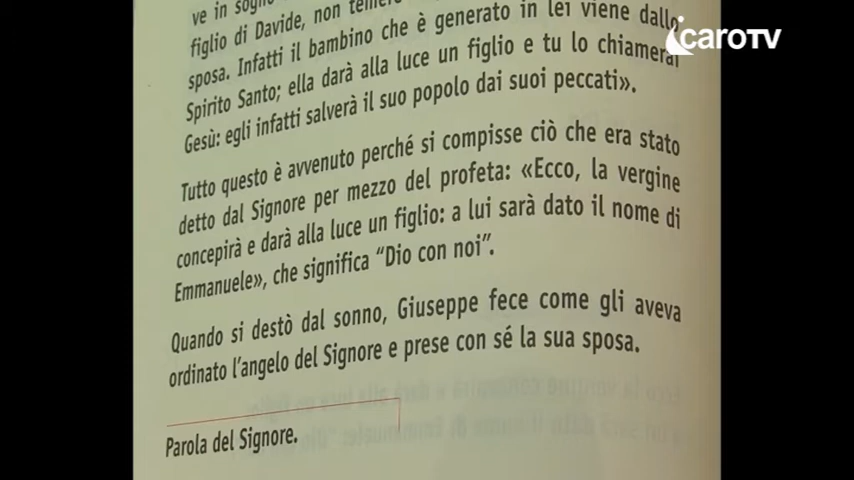 ve in sogno
figlio di Davide, non temere
sposa. Infatti il bambino che è generato in lei viene dallo
Spirito Santo; ella darà alla luce un figlio e tu lo chiamerai
Gesù: egli infatti salverà il suo popolo dai suoi peccati».
Tutto questo è avvenuto perché si compisse ciò che era stato
detto dal Signore per mezzo del profeta: «Ecco, la vergine
concepirà e darà alla luce un figlio: a lui sarà dato il nome di
Emmanuele», che significa “Dio con noi”.
Quando si destò dal sonno, Giuseppe fece come gli aveva
ordinato l'angelo del Signore e prese con sé la sua sposa.
Parola del Signore.
icaroTV